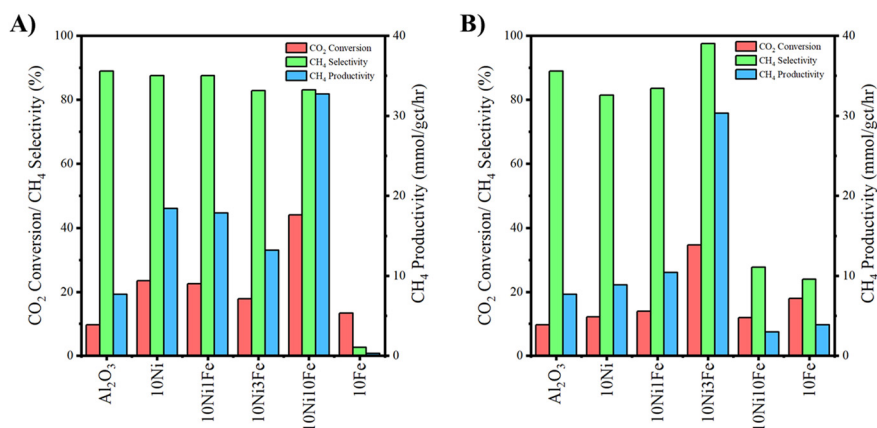 A)
CO₂ Conversion/ CH₄ Selectivity (%)
100
80
60
40
20
0
CO₂ Conversion
CH₄ Selectivity
CH₄ Productivity
40
30
20
10
0
CH₄ Productivity (mmol/gct/hr)
Al₂O₃
10Ni
10Ni1Fe
10Ni3Fe
10Ni10Fe
10Fe
B)
CO₂ Conversion/ CH₄ Selectivity (%)
100
80
60
40
20
0
CO₂ Conversion
CH₄ Selectivity
CH₄ Productivity
40
30
20
10
0
CH₄ Productivity (mmol/gct/hr)
Al₂O₃
10Ni
10Ni1Fe
10Ni3Fe
10Ni10Fe
10Fe